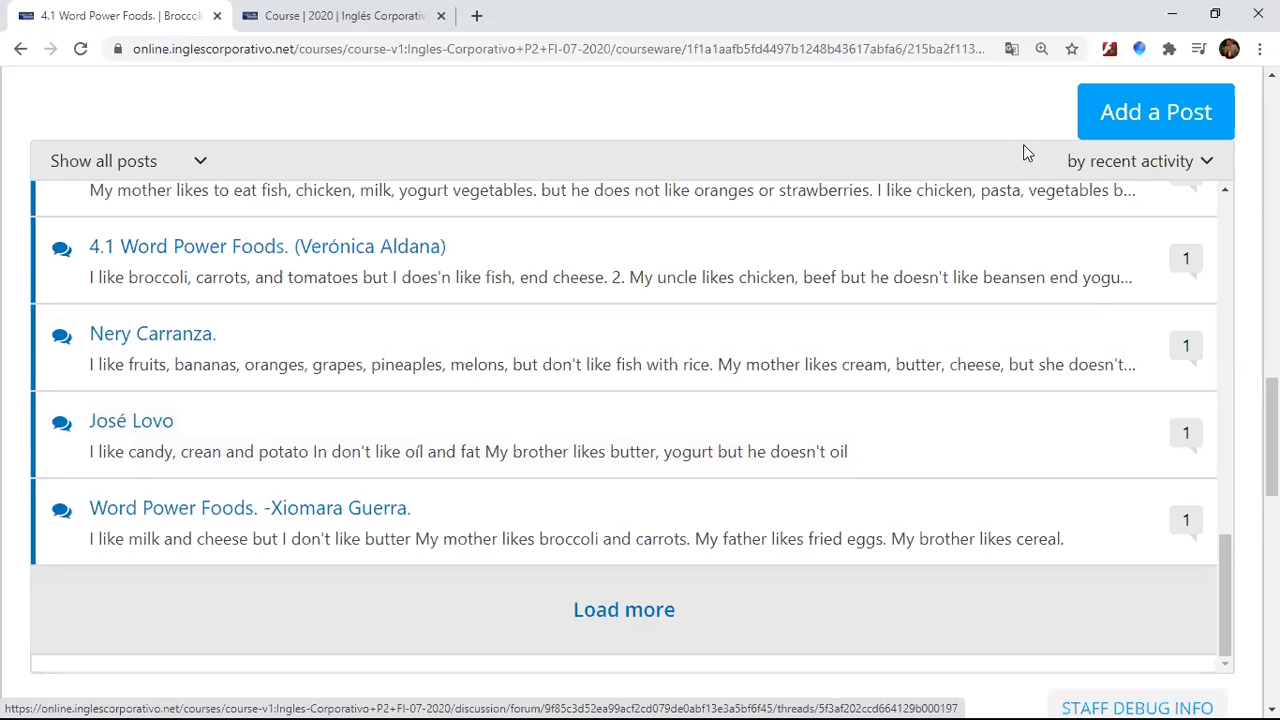 4.1 Word Power Foods. | Broccoli
Course | 2020 | Inglés Corporativ
online.inglescorporativo.net/courses/course-v1:Ingles-Corporativo+P2+FI-07-2020/courseware/1f1a1aafb5fd4497b1248b43617abfa6/215ba2f113...
Add a Post
Show all posts
by recent activity
My mother likes to eat fish, chicken, milk, yogurt vegetables. but he does not like oranges or strawberries. I like chicken, pasta, vegetables b...
4.1 Word Power Foods. (Verónica Aldana)
I like broccoli, carrots, and tomatoes but I does'n like fish, end cheese. 2. My uncle likes chicken, beef but he doesn't like beansen end yogu...
1
Nery Carranza.
I like fruits, bananas, oranges, grapes, pineaples, melons, but don't like fish with rice. My mother likes cream, butter, cheese, but she doesn't...
1
José Lovo
I like candy, crean and potato In don't like oíl and fat My brother likes butter, yogurt but he doesn't oil
1
Word Power Foods. -Xiomara Guerra.
I like milk and cheese but I don't like butter My mother likes broccoli and carrots. My father likes fried eggs. My brother likes cereal.
1
Load more
https://online.inglescorporativo.net/courses/course-v1:Ingles-Corporativo+P2+FI-07-2020/discussion/forum/9f85c3d52ea99acf2cd079de0abf13e3a5bf6f45/threads/5f3af202ccd664129b000197
STAFF DEBUG INFO